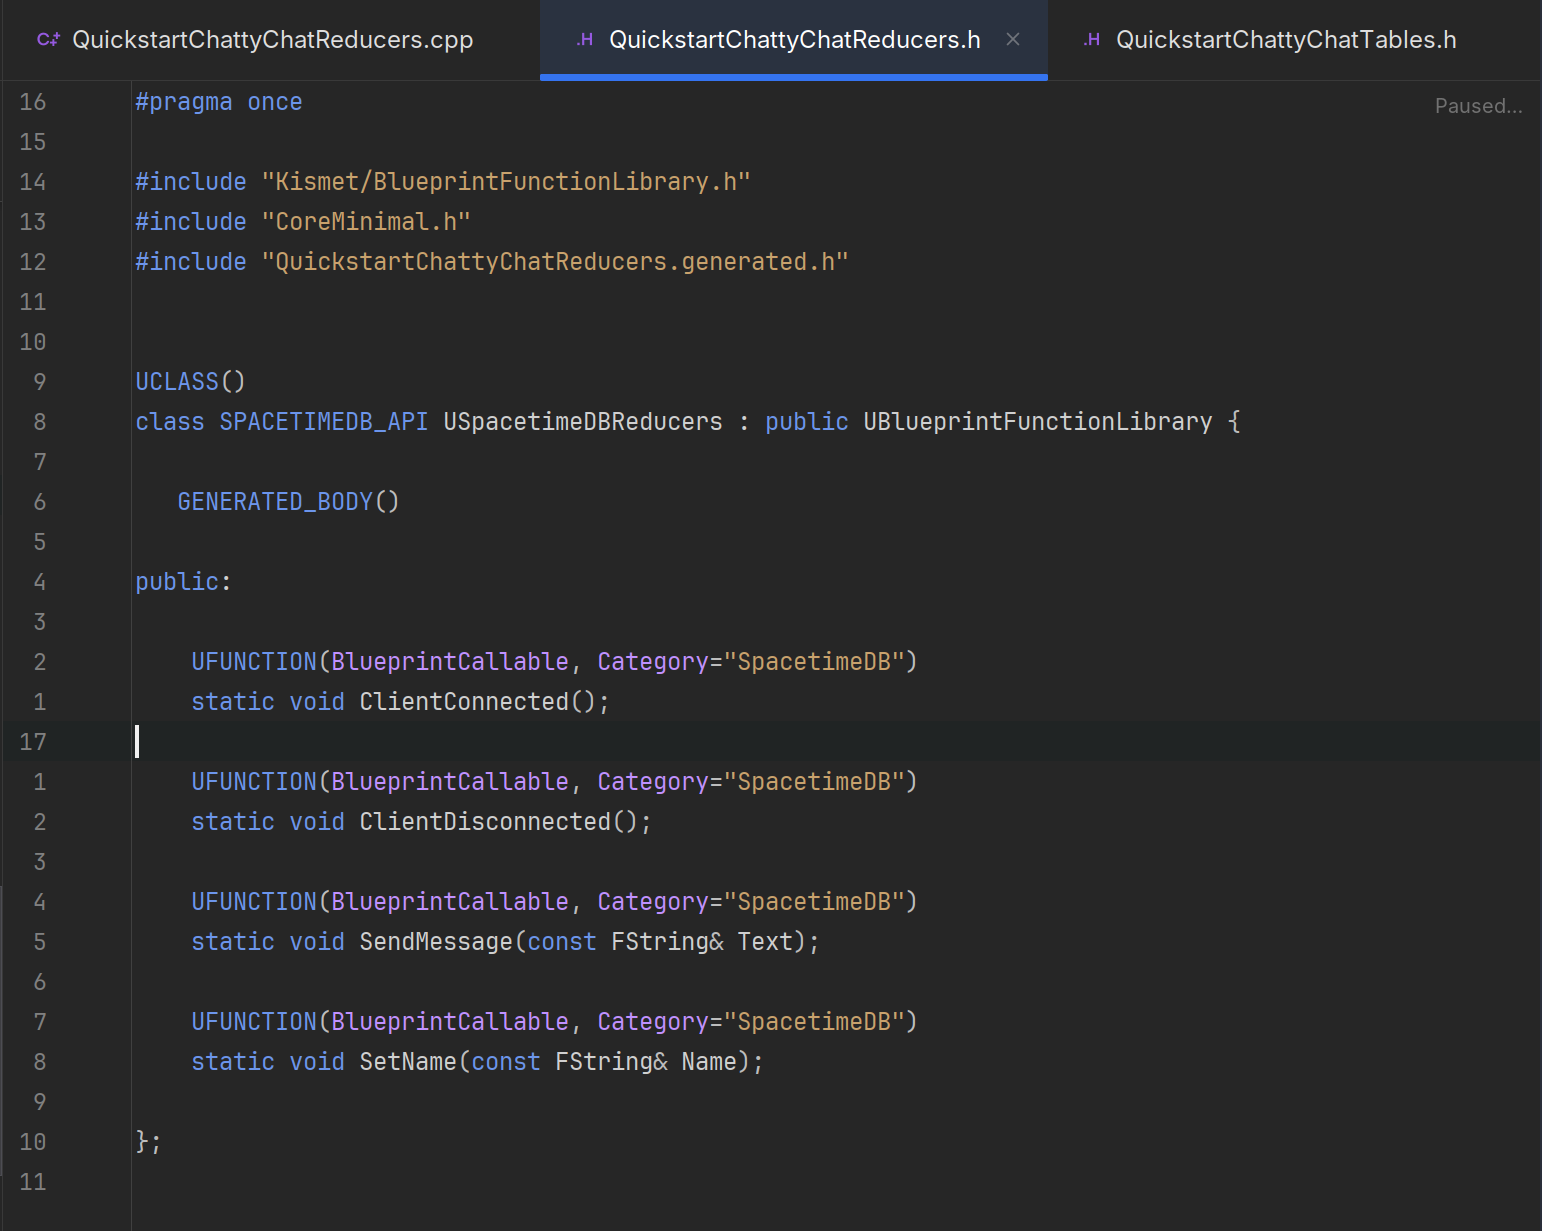 C++ QuickstartChattyChatReducers.cpp .H QuickstartChattyChatReducers.h × .H QuickstartChattyChatTables.h
Paused...
16 #pragma once
15
14 #include "Kismet/BlueprintFunctionLibrary.h"
13 #include "CoreMinimal.h"
12 #include "QuickstartChattyChatReducers.generated.h"
11
10
9 UCLASS()
8 class SPACETIMEDB_API USpacetimeDBReducers : public UBlueprintFunctionLibrary {
7
6 GENERATED_BODY()
5
4 public:
3
2 UFUNCTION(BlueprintCallable, Category="SpacetimeDB")
1 static void ClientConnected();
17
1 UFUNCTION(BlueprintCallable, Category="SpacetimeDB")
2 static void ClientDisconnected();
3
4 UFUNCTION(BlueprintCallable, Category="SpacetimeDB")
5 static void SendMessage(const FString& Text);
6
7 UFUNCTION(BlueprintCallable, Category="SpacetimeDB")
8 static void SetName(const FString& Name);
9
10 };
11